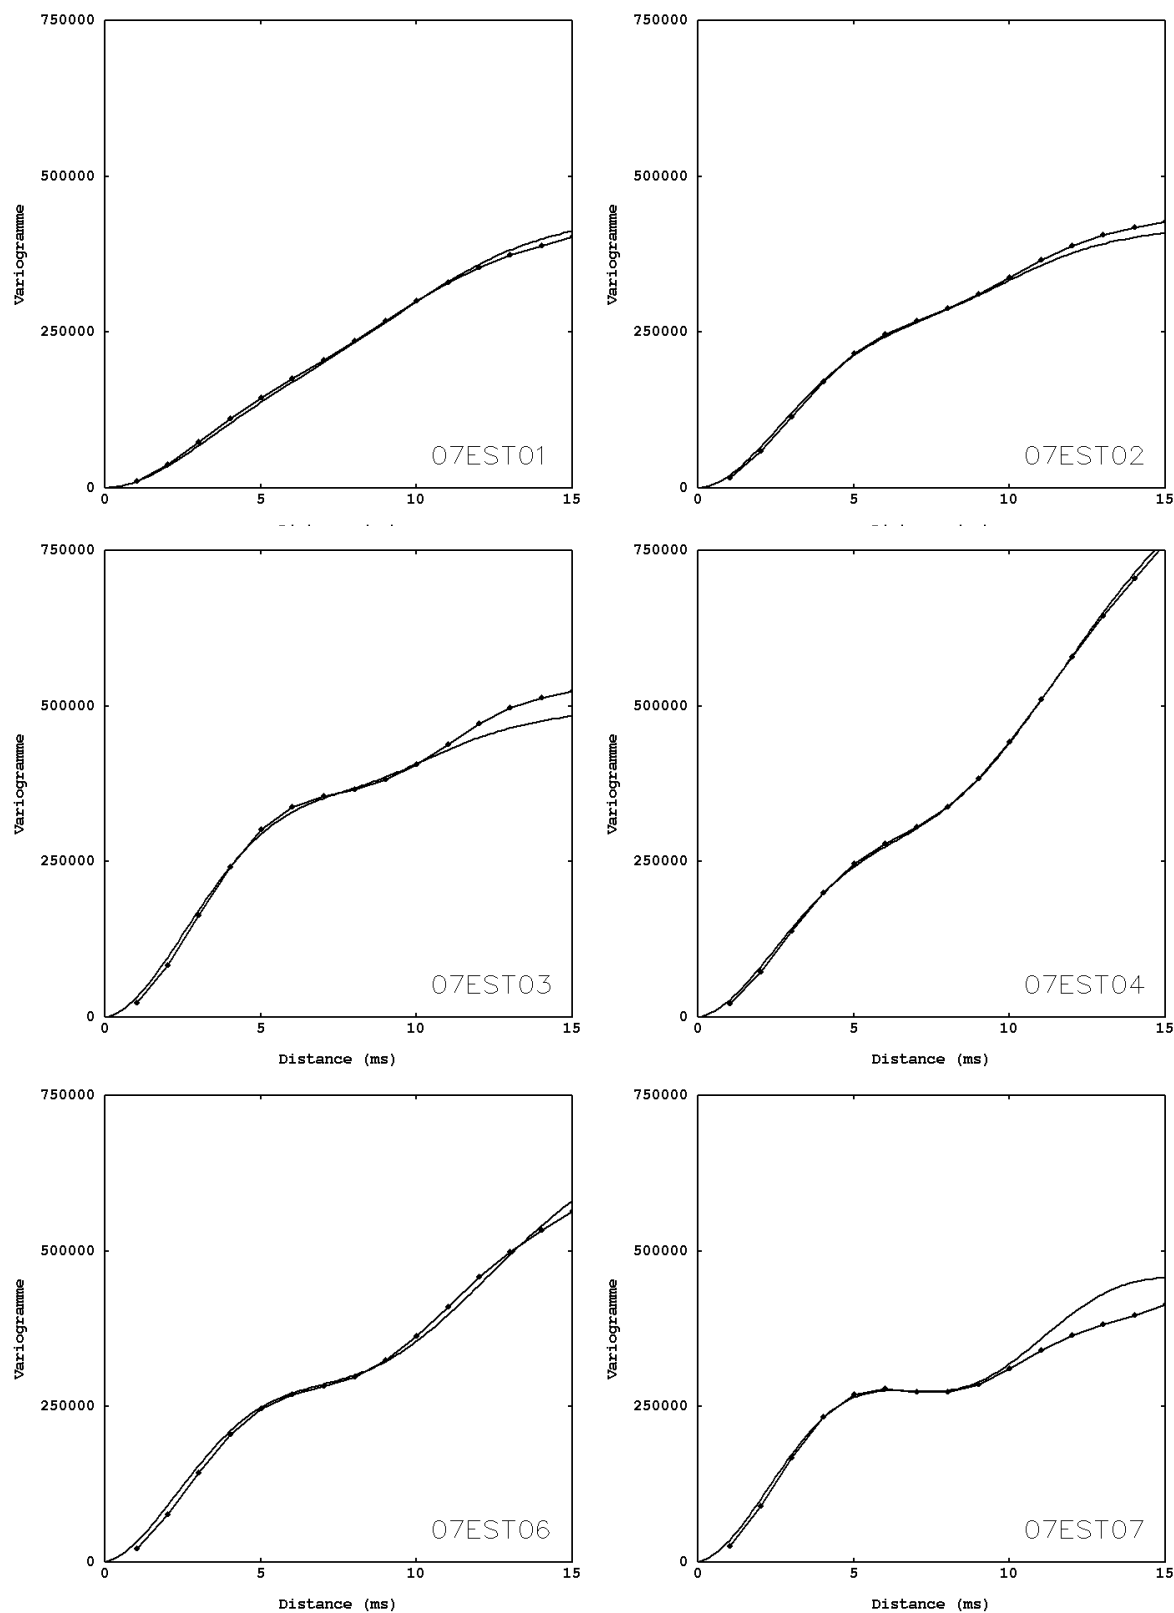 750000 750000
500000 500000
Variogramme Variogramme
250000 250000
07EST01 07EST02
0 0
0 5 10 15 0 5 10 15
750000 750000
500000 500000
Variogramme Variogramme
250000 250000
07EST03 07EST04
0 0
0 5 10 15 0 5 10 15
Distance (ms) Distance (ms)
750000 750000
500000 500000
Variogramme Variogramme
250000 250000
07EST06 07EST07
0 0
0 5 10 15 0 5 10 15
Distance (ms) Distance (ms)